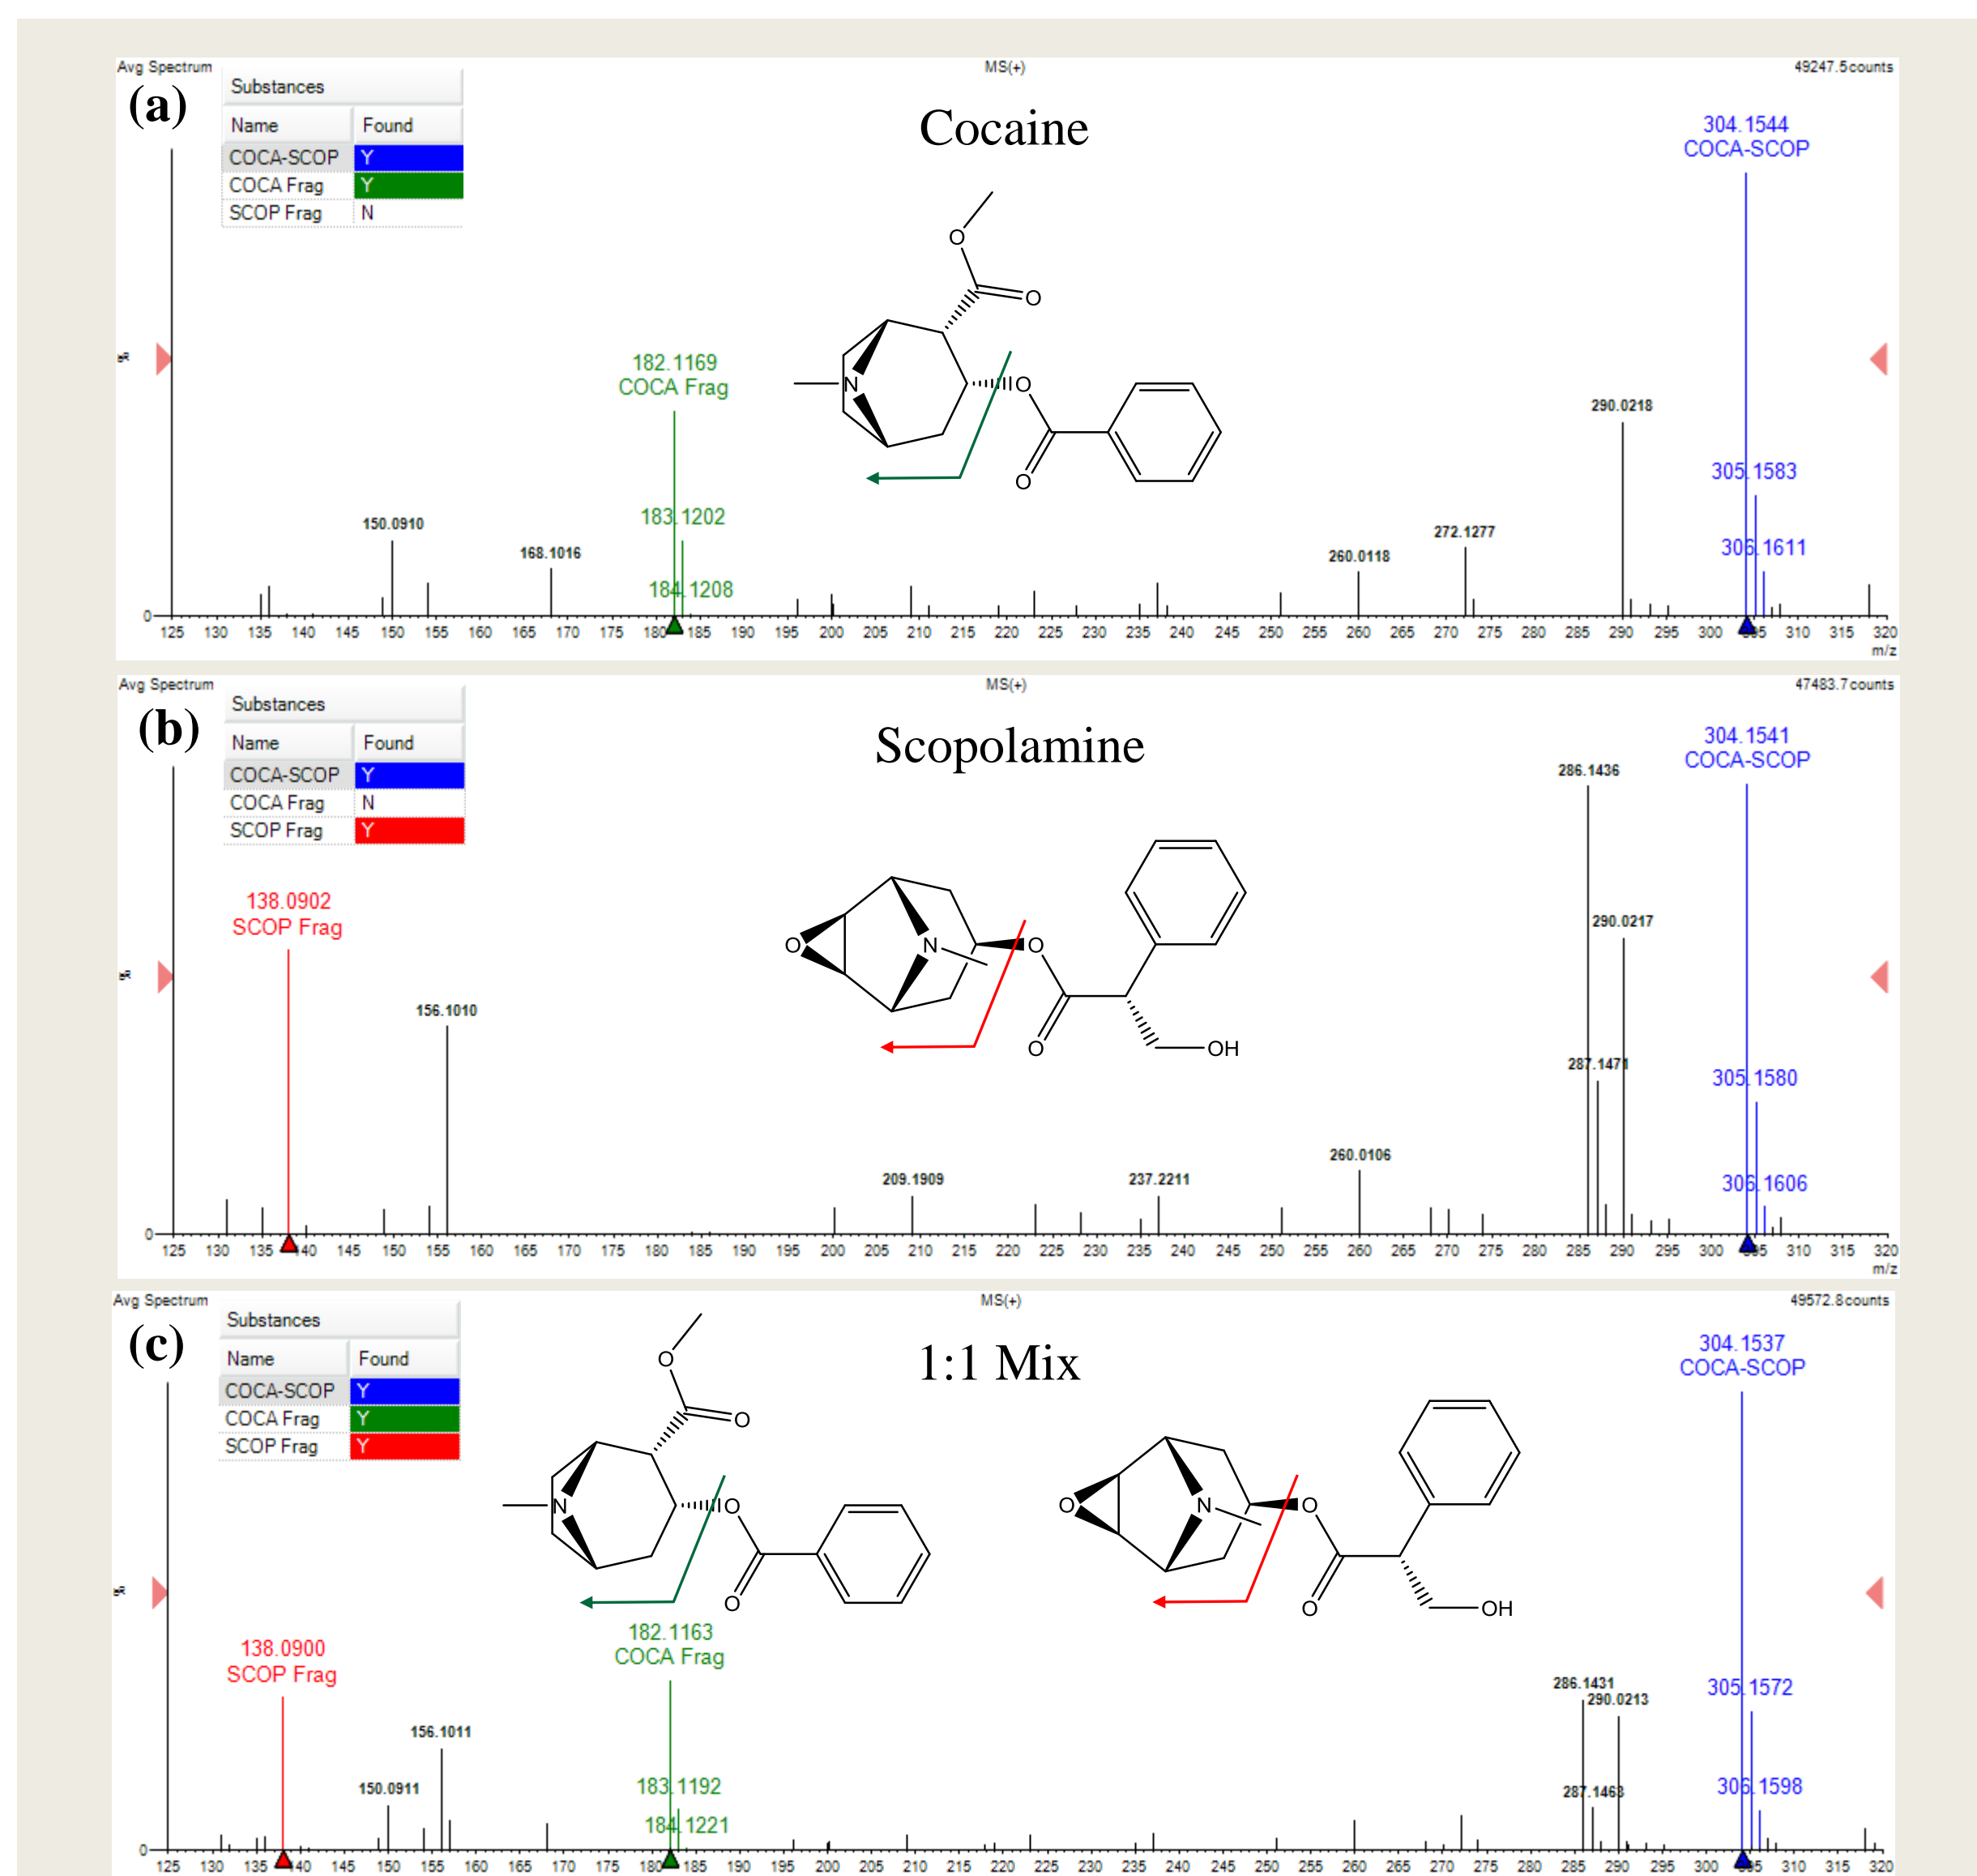 Avg Spectrum MS(+) 49247.5counts
(a)
Substances
Name Found
COCA-SCOP Y
COCA Frag Y
SCOP Frag N
Cocaine
304.1544
COCA-SCOP
O
O
182.1169
COCA Frag
N O
290.0218
305.1583
O
183.1202
150.0910
272.1277
306.1611
168.1016
260.0118
184.1208
0
125 130 135 140 145 150 155 160 165 170 175 180 185 190 195 200 205 210 215 220 225 230 235 240 245 250 255 260 265 270 275 280 285 290 295 300 305 310 315 320
m/z
Avg Spectrum MS(+) 47483.7counts
(b)
Substances
Name Found
COCA-SCOP Y
COCA Frag N
SCOP Frag Y
Scopolamine
304.1541
COCA-SCOP
286.1436
138.0902
SCOP Frag
290.0217
O N O
156.1010
O OH
287.1471
305.1580
260.0106
209.1909 237.2211
306.1606
0
125 130 135 140 145 150 155 160 165 170 175 180 185 190 195 200 205 210 215 220 225 230 235 240 245 250 255 260 265 270 275 280 285 290 295 300 305 310 315 320
m/z
Avg Spectrum MS(+) 49572.8counts
(c)
Substances
Name Found
COCA-SCOP Y
COCA Frag Y
SCOP Frag Y
1:1 Mix
304.1537
COCA-SCOP
O
O
N O O N O
O O OH
182.1163
COCA Frag
138.0900
SCOP Frag
286.1431
290.0213
305.1572
156.1011
150.0911
183.1192
287.1463
306.1598
184.1221
0
125 130 135 140 145 150 155 160 165 170 175 180 185 190 195 200 205 210 215 220 225 230 235 240 245 250 255 260 265 270 275 280 285 290 295 300 305 310 315 320